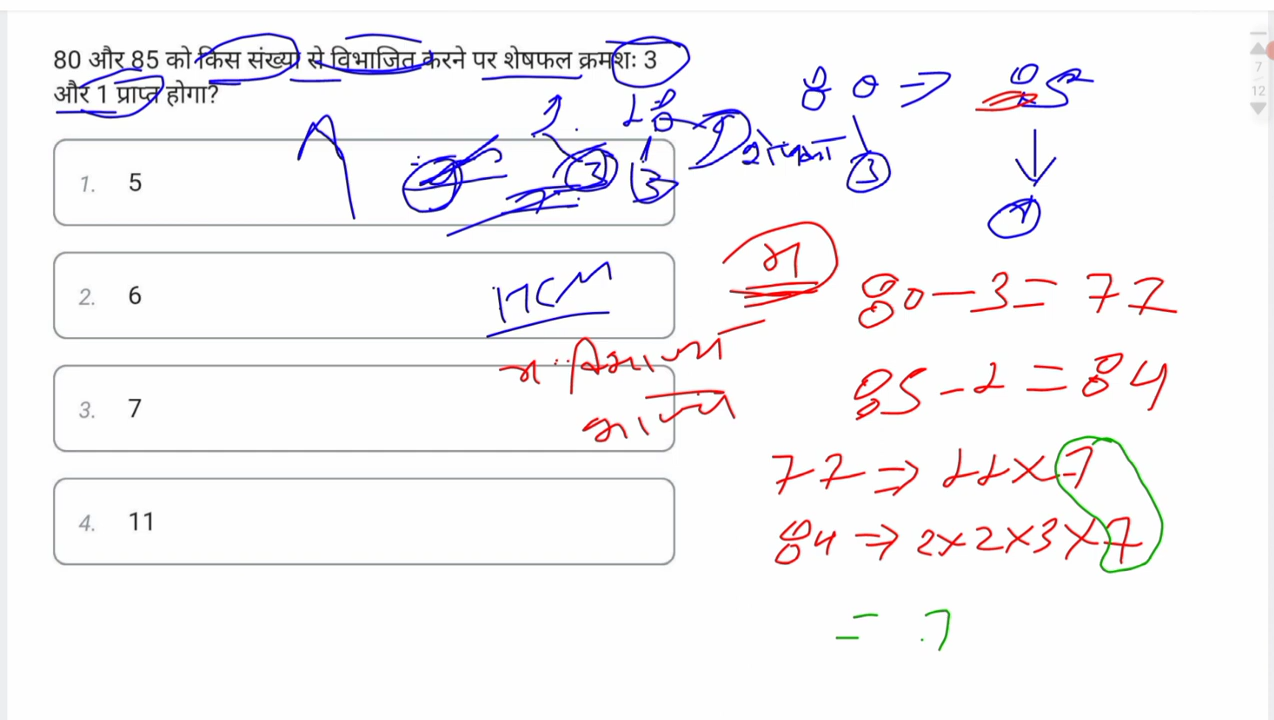 80 और 85 को किस संख्या से विभाजित करने पर शेषफल क्रमशः 3
और 1 प्राप्त होगा?
1. 5
2. 6
3. 7
4. 11
80 ⇒ 85
3
1
HCM
80 – 3 = 77
85 – 1 = 84
77 ⇒ 11 × 7
84 ⇒ 2 × 2 × 3 × 7
= 7
7
12